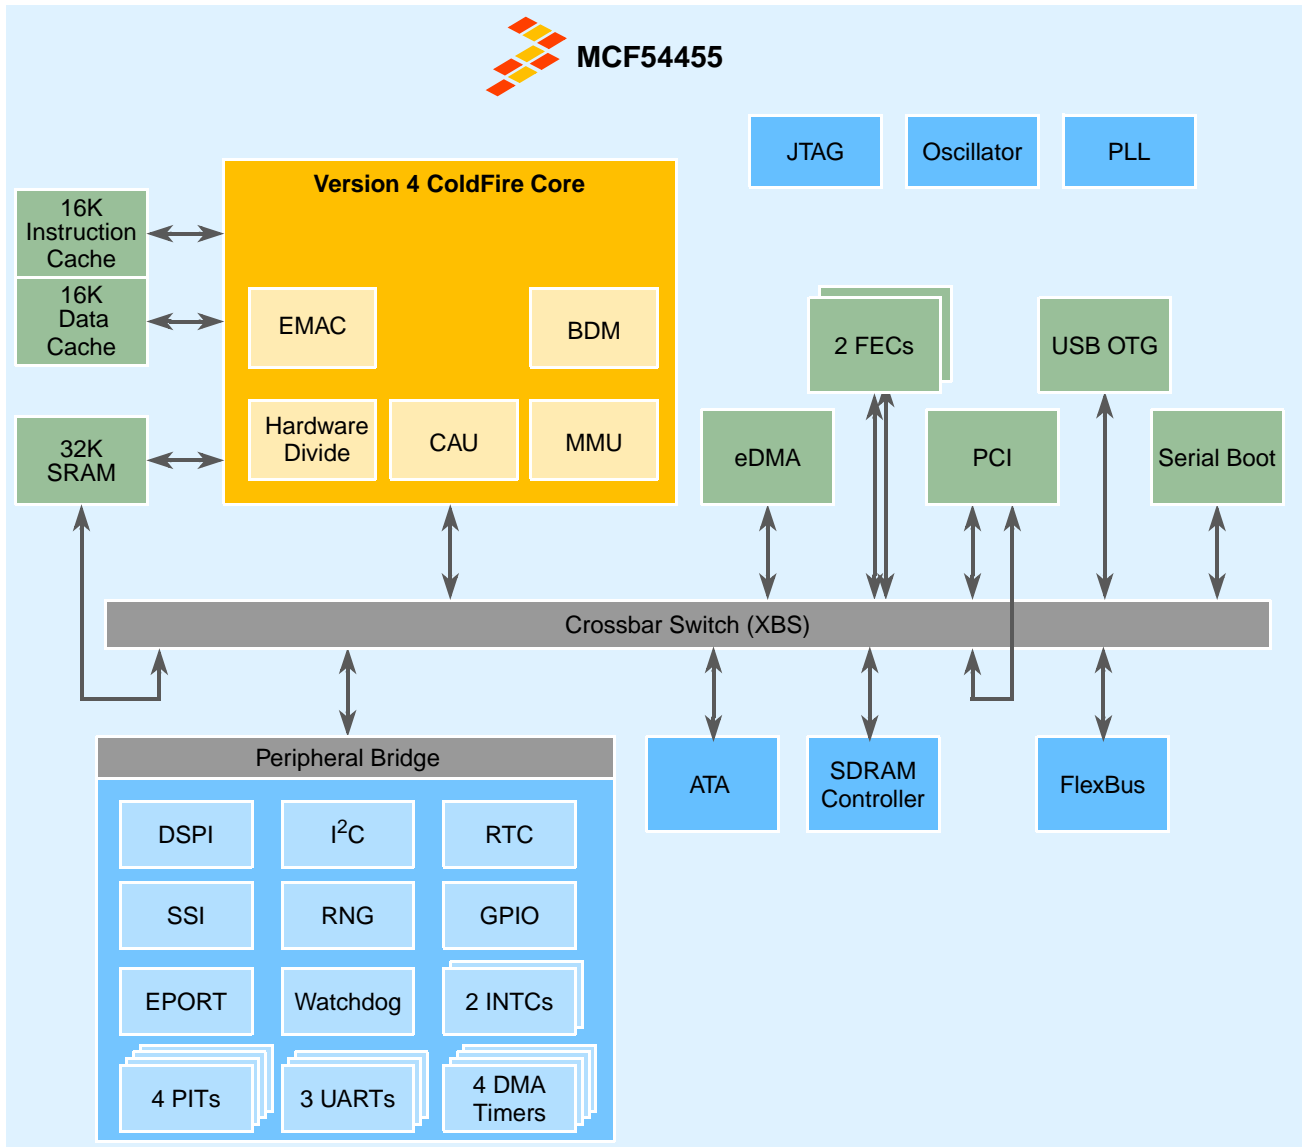 MCF54455
JTAG
Oscillator
PLL
Version 4 ColdFire Core
16K
Instruction
Cache
16K
Data
Cache
EMAC
BDM
2 FECs
USB OTG
32K
SRAM
Hardware
Divide
CAU
MMU
eDMA
PCI
Serial Boot
Crossbar Switch (XBS)
Peripheral Bridge
ATA
SDRAM
Controller
FlexBus
DSPI
I²C
RTC
SSI
RNG
GPIO
EPORT
Watchdog
2 INTCs
4 PITs
3 UARTs
4 DMA
Timers